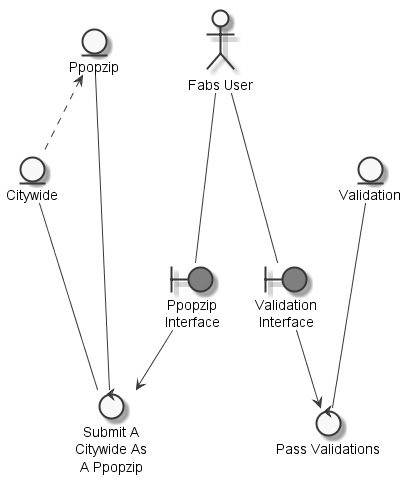 Ppopzip
Fabs User
Citywide
Validation
Ppopzip
Interface
Validation
Interface
Submit A
Citywide As
A Ppopzip
Pass Validations